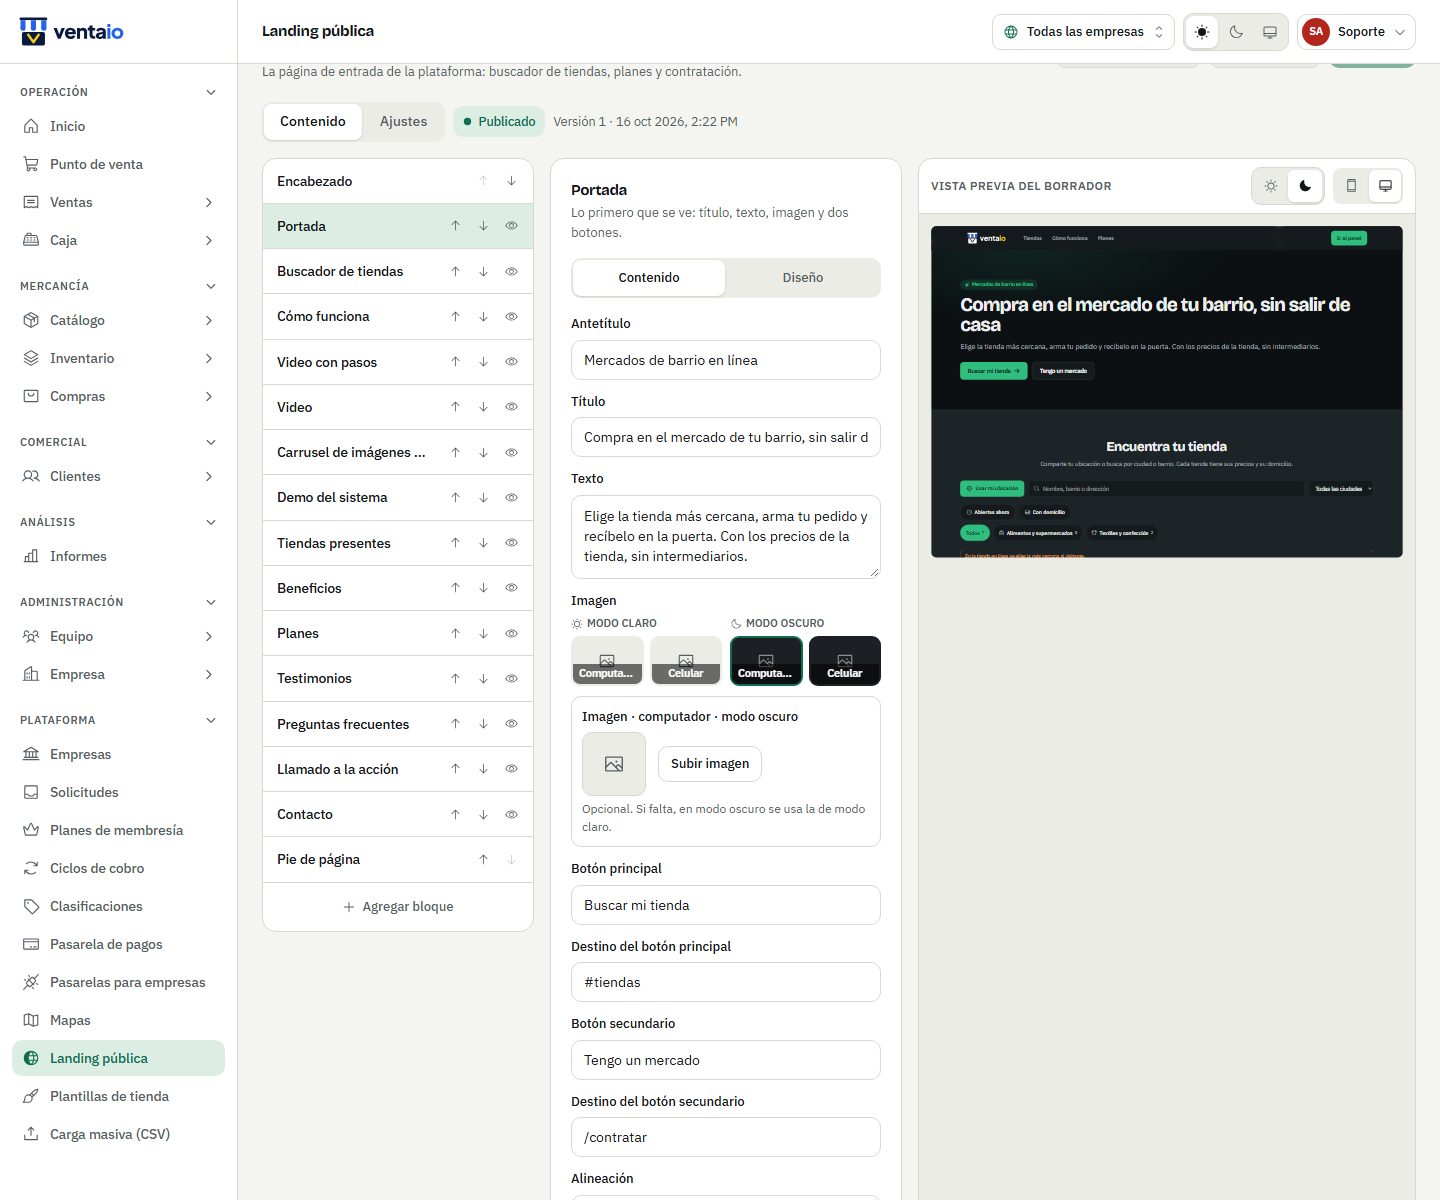 ventaio
Landing pública
Todas las empresas
SA
Soporte
La página de entrada de la plataforma: buscador de tiendas, planes y contratación.
OPERACIÓN
Inicio
Punto de venta
Ventas
Caja
MERCANCÍA
Catálogo
Inventario
Compras
COMERCIAL
Clientes
ANÁLISIS
Informes
ADMINISTRACIÓN
Equipo
Empresa
PLATAFORMA
Empresas
Solicitudes
Planes de membresía
Ciclos de cobro
Clasificaciones
Pasarela de pagos
Pasarelas para empresas
Mapas
Landing pública
Plantillas de tienda
Carga masiva (CSV)
Contenido
Ajustes
Publicado
Versión 1 · 16 oct 2026, 2:22 PM
Encabezado
Portada
Buscador de tiendas
Cómo funciona
Video con pasos
Video
Carrusel de imágenes ...
Demo del sistema
Tiendas presentes
Beneficios
Planes
Testimonios
Preguntas frecuentes
Llamado a la acción
Contacto
Pie de página
Agregar bloque
Portada
Lo primero que se ve: título, texto, imagen y dos
botones.
Contenido
Diseño
Antetítulo
Mercados de barrio en línea
Título
Compra en el mercado de tu barrio, sin salir d
Texto
Elige la tienda más cercana, arma tu pedido y
recíbelo en la puerta. Con los precios de la
tienda, sin intermediarios.
Imagen
MODO CLARO
MODO OSCURO
Computa...
Celular
Computa...
Celular
Imagen · computador · modo oscuro
Subir imagen
Opcional. Si falta, en modo oscuro se usa la de modo
claro.
Botón principal
Buscar mi tienda
Destino del botón principal
#tiendas
Botón secundario
Tengo un mercado
Destino del botón secundario
/contratar
Alineación
VISTA PREVIA DEL BORRADOR
ventaio
Tiendas
Cómo funciona
Planes
Ir al panel
Mercados de barrio en línea
Compra en el mercado de tu barrio, sin salir de
casa
Elige la tienda más cercana, arma tu pedido y recíbelo en la puerta. Con los precios de la tienda, sin intermediarios.
Buscar mi tienda
Tengo un mercado
Encuentra tu tienda
Comparte tu ubicación o busca por ciudad o barrio. Cada tienda tiene sus precios y su domicilio.
Usar mi ubicación
Nombre, barrio o dirección
Todas las ciudades
Abiertas ahora
Con domicilio
Todos
Alimentos y supermercados
Textiles y confección
En la tienda en línea se elige la más cercana al visitante.